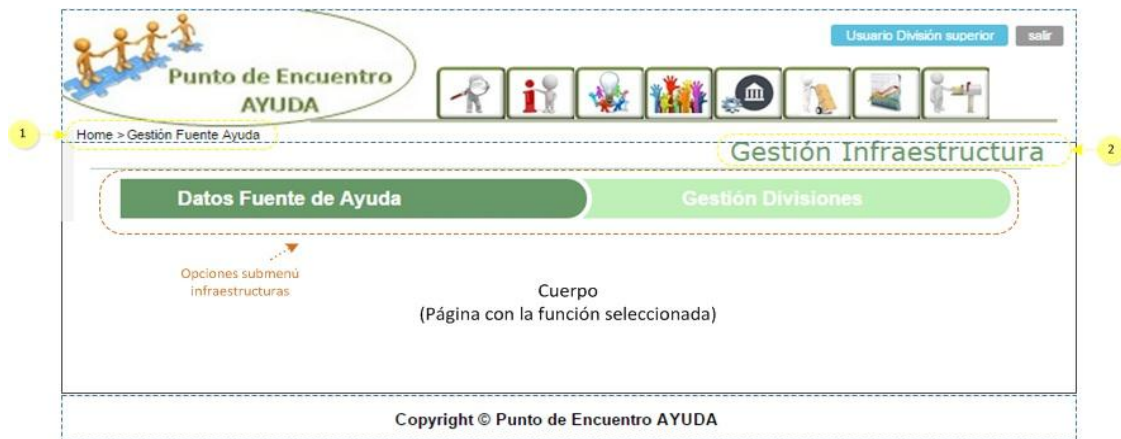 Usuario División superior
salir
Punto de Encuentro
AYUDA
1
Home > Gestión Fuente Ayuda
2
Gestión Infraestructura
Datos Fuente de Ayuda
Gestión Divisiones
Opciones submenú
infraestructuras
Cuerpo
(Página con la función seleccionada)
Copyright © Punto de Encuentro AYUDA